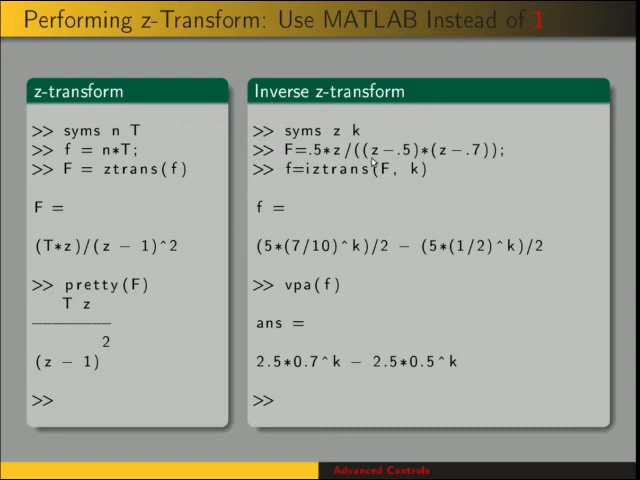 Performing z-Transform: Use MATLAB Instead of 1
z-transform
>> syms n T
>> f = n*T;
>> F = ztrans(f)
F =
(T*z)/(z - 1)^2
>> pretty(F)
T z
--------
2
(z - 1)
>>
Inverse z-transform
>> syms z k
>> F=.5*z/((z-.5)*(z-.7));
>> f=iztrans(F, k)
f =
(5*(7/10)^k)/2 - (5*(1/2)^k)/2
>> vpa(f)
ans =
2.5*0.7^k - 2.5*0.5^k
>>
Advanced Controls